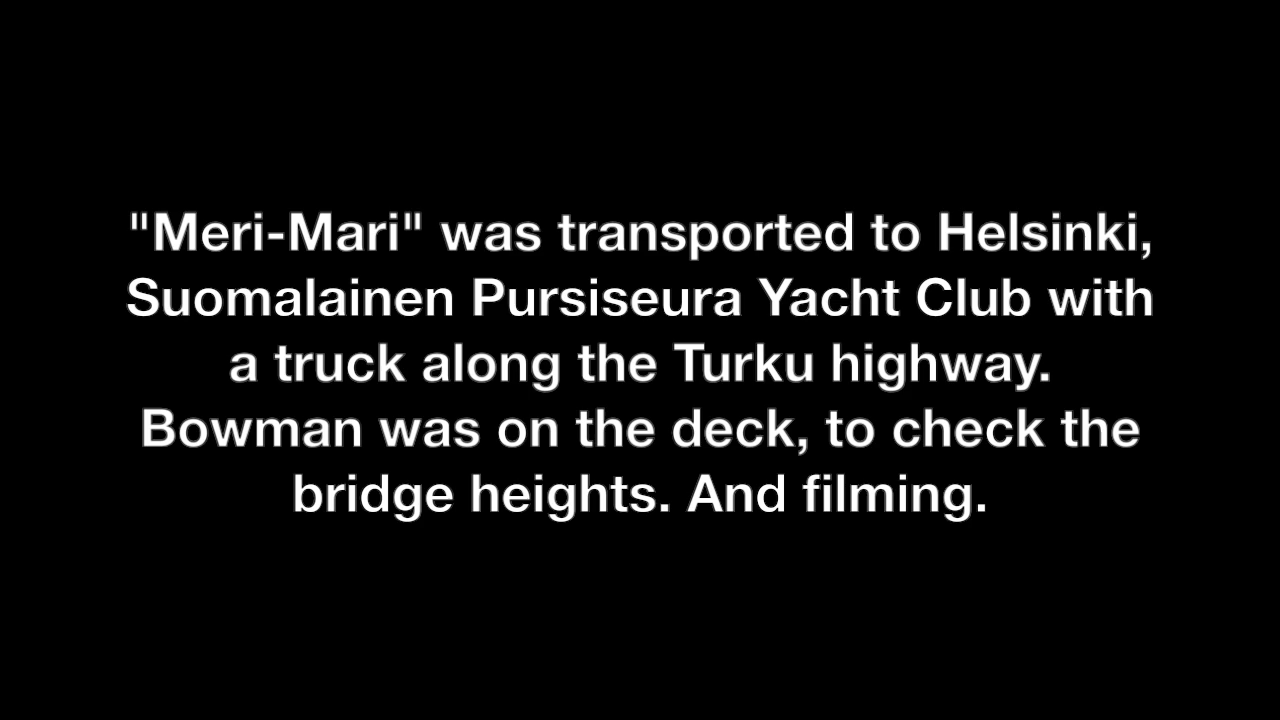 "Meri-Mari" was transported to Helsinki,
Suomalainen Pursiseura Yacht Club with
a truck along the Turku highway.
Bowman was on the deck, to check the
bridge heights. And filming.